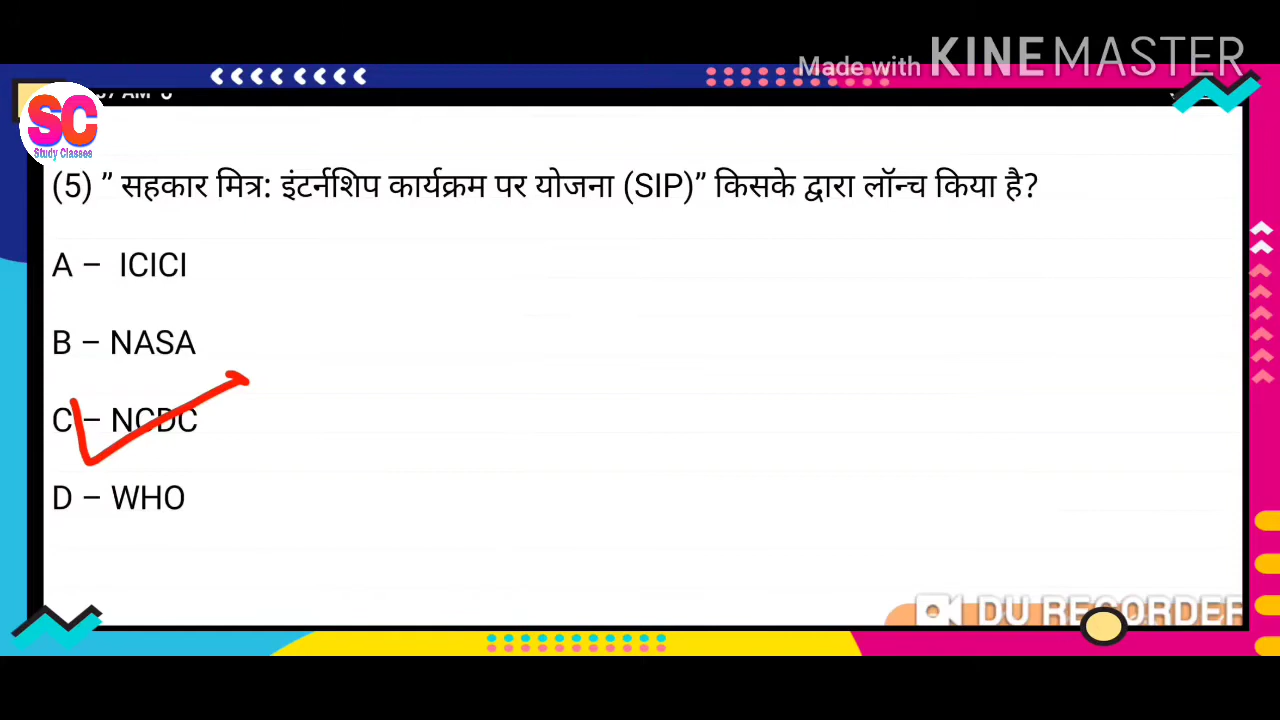 Made with KINEMASTER
SC
Study Classes
(5) ” सहकार मित्र: इंटर्नशिप कार्यक्रम पर योजना (SIP)” किसके द्वारा लॉन्च किया है?
A – ICICI
B – NASA
C – NCDC
D – WHO
DU RECORDER